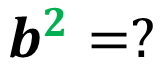 b² =?